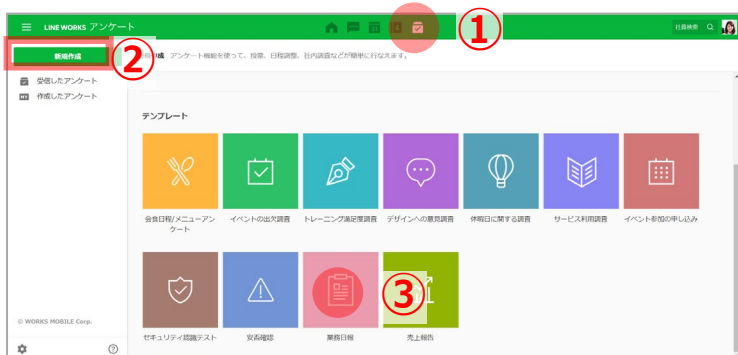 LINE WORKS アンケート
①
社員検索
新規作成
②
アンケート機能を使って、投票、日程調整、社内調査などが簡単に行なえます。
受信したアンケート
作成したアンケート
テンプレート
会食日程/メニューアン
ケート
イベントの出欠調査
トレーニング満足度調査
デザインへの意見調査
休暇日に関する調査
サービス利用調査
イベント参加の申し込み
③
セキュリティ認識テスト
安否確認
業務日報
売上報告
© WORKS MOBILE Corp.